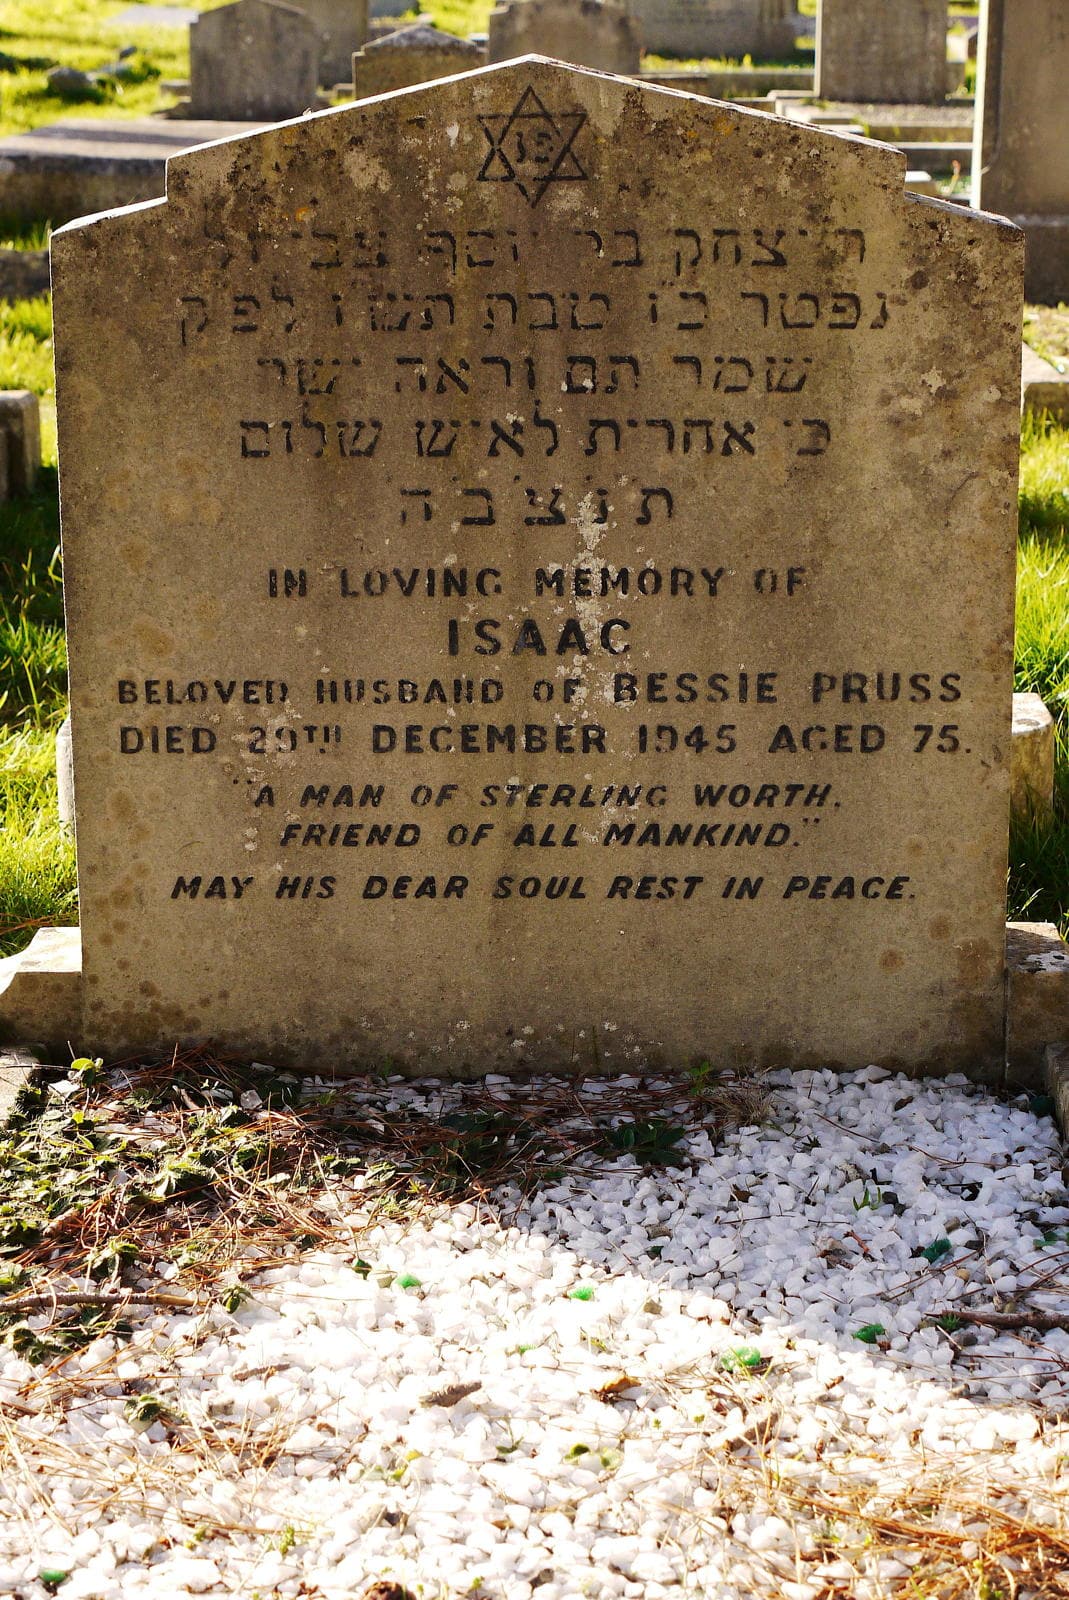 פנ
ר' יצחק בר יוסף צבי ז"ל
נפטר כ"ו טבת תש"ו לפ"ק
שמר תם וראה ישר
כי אחרית לאיש שלום
ת'נ'צ'ב'ה
IN LOVING MEMORY OF
ISAAC
BELOVED HUSBAND OF BESSIE PRUSS
DIED 29TH DECEMBER 1945 AGED 75.
"A MAN OF STERLING WORTH.
FRIEND OF ALL MANKIND."
MAY HIS DEAR SOUL REST IN PEACE.